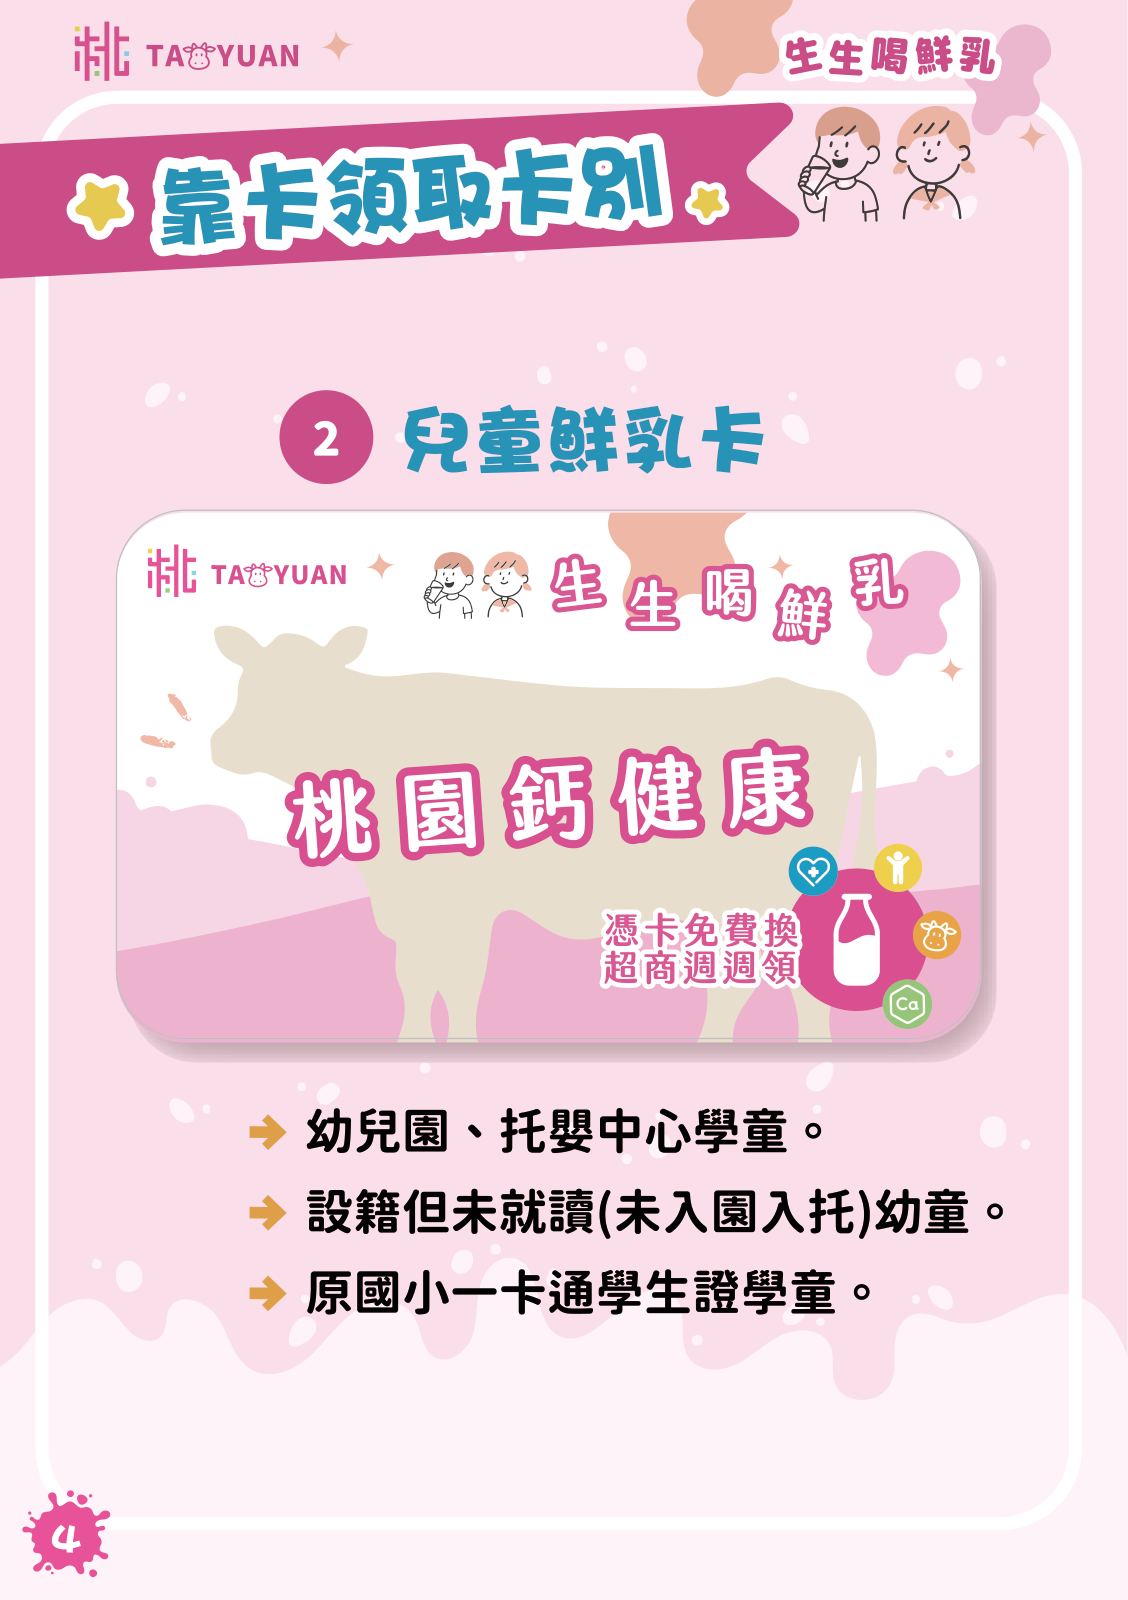 桃 TAOYUAN
生生喝鮮乳
靠卡領取卡別
2 兒童鮮乳卡
桃 TAOYUAN
生生喝鮮乳
桃園鈣健康
憑卡免費換
超商週週領
Ca
幼兒園、托嬰中心學童。
設籍但未就讀(未入園入托)幼童。
原國小一卡通學生證學童。
4